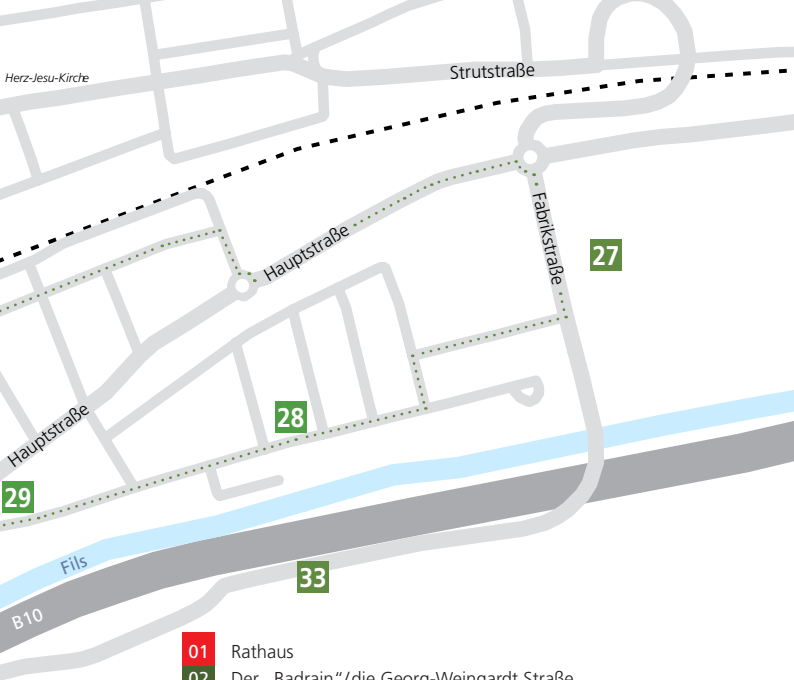 Herz-Jesu-Kirche
Strutstraße
Hauptstraße
Fabrikstraße
27
28
Hauptstraße
29
Fils
33
B10
01 Rathaus
02 Der „Badrain“/die Georg-Weingardt Straße